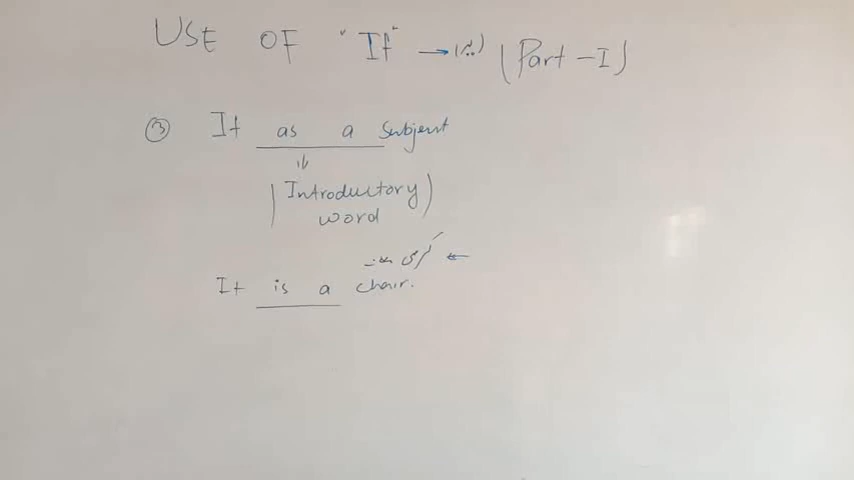 USE OF "It" → (Part - I)
③ It as a Subject
(Introductory
word)
کرسی ہے۔ ←
It is a chair.